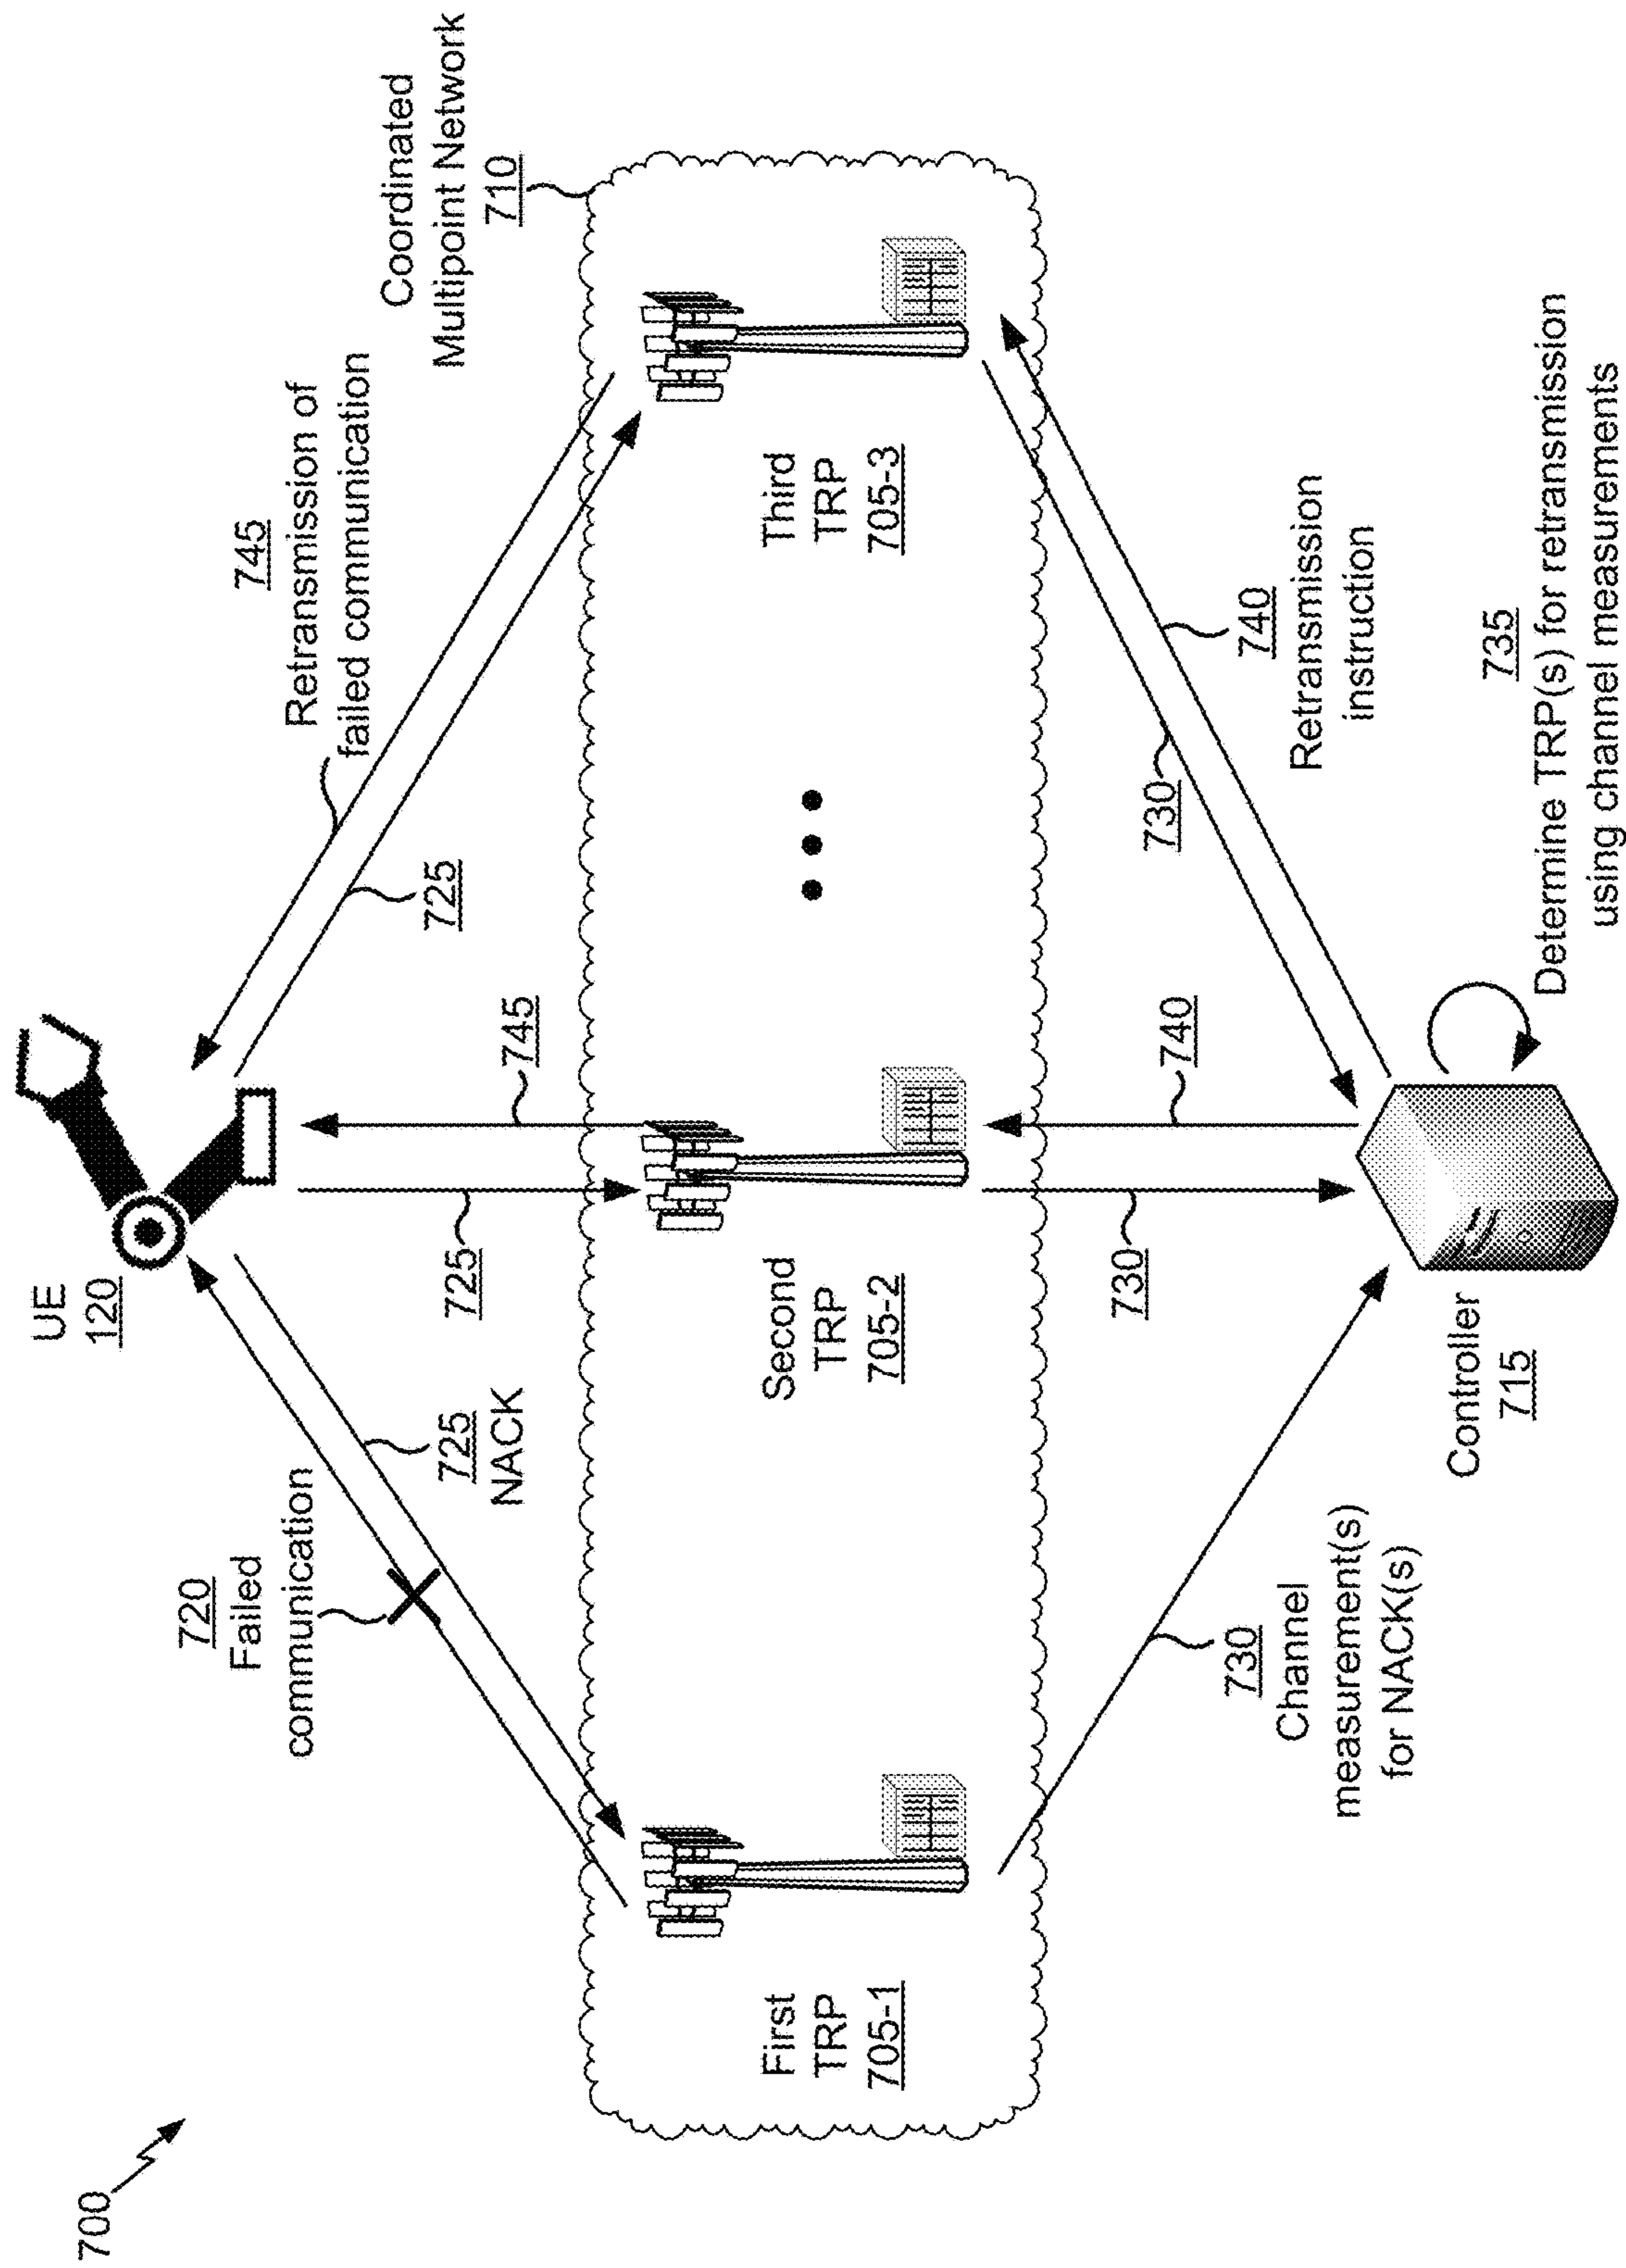 700
UE
120
720
Failed
communication
725
NACK
725
745
725
745
Retransmission of
failed communication
Coordinated
Multipoint Network
710
First
TRP
705-1
Second
TRP
705-2
Third
TRP
705-3
730
Channel
measurement(s)
for NACK(s)
730
740
730
740
Retransmission
instruction
Controller
715
735
Determine TRP(s) for retransmission
using channel measurements